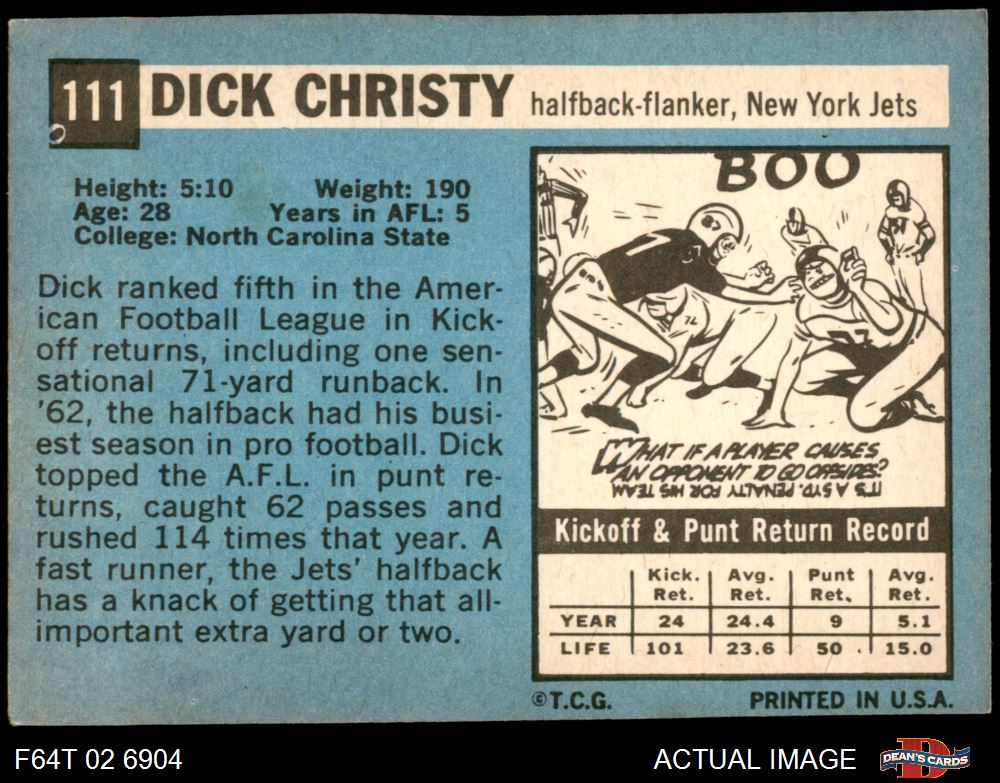 111 DICK CHRISTY halfback-flanker, New York Jets
Height: 5:10 Weight: 190
Age: 28 Years in AFL: 5
College: North Carolina State
Dick ranked fifth in the Amer-
ican Football League in Kick-
off returns, including one sen-
sational 71-yard runback. In
'62, the halfback had his busi-
est season in pro football. Dick
topped the A.F.L. in punt re-
turns, caught 62 passes and
rushed 114 times that year. A
fast runner, the Jets' halfback
has a knack of getting that all-
important extra yard or two.
BOO
WHAT IF A PLAYER CAUSES
AN OPPONENT TO GO OFFSIDES?
IT'S A 5 YD. PENALTY FOR HIS TEAM
Kickoff & Punt Return Record
Kick. Ret. Avg. Ret. Punt Ret. Avg. Ret.
YEAR 24 24.4 9 5.1
LIFE 101 23.6 50 15.0
©T.C.G. PRINTED IN U.S.A.
F64T 02 6904 ACTUAL IMAGE DEAN'S CARDS